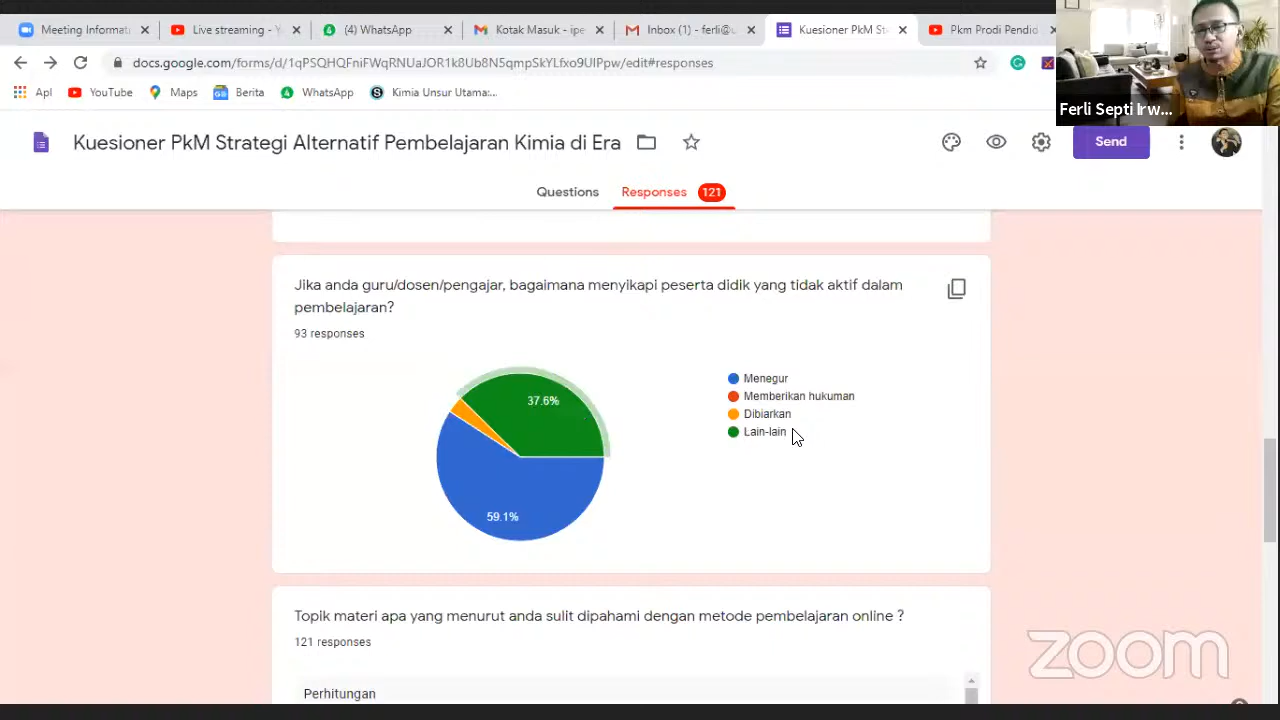 Meeting Informati
Live streaming - Y
(4) WhatsApp
Kotak Masuk - ipe
Inbox (1) - ferli@u
Kuesioner PkM St
Pkm Prodi Pendid
docs.google.com/forms/d/
/edit#responses
Apl
YouTube
Maps
Berita
WhatsApp
Kimia Unsur Utama:...
Ferli Septi Irw...
Kuesioner PkM Strategi Alternatif Pembelajaran Kimia di Era
Send
Questions
Responses
121
Jika anda guru/dosen/pengajar, bagaimana menyikapi peserta didik yang tidak aktif dalam
pembelajaran?
93 responses
37.6%
59.1%
Menegur
Memberikan hukuman
Dibiarkan
Lain-lain
Topik materi apa yang menurut anda sulit dipahami dengan metode pembelajaran online ?
121 responses
Perhitungan
zoom